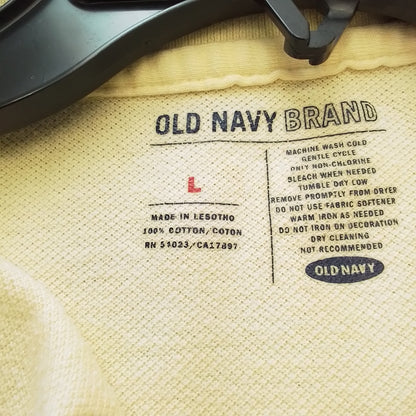 OLD NAVY BRAND
L
MADE IN LESOTHO
100% COTTON/COTON
RN 54023/CA17897
MACHINE WASH COLD
GENTLE CYCLE
ONLY NON-CHLORINE
BLEACH WHEN NEEDED
TUMBLE DRY LOW
REMOVE PROMPTLY FROM DRYER
DO NOT USE FABRIC SOFTENER
WARM IRON AS NEEDED
DO NOT IRON ON DECORATION
DRY CLEANING
NOT RECOMMENDED
OLD NAVY